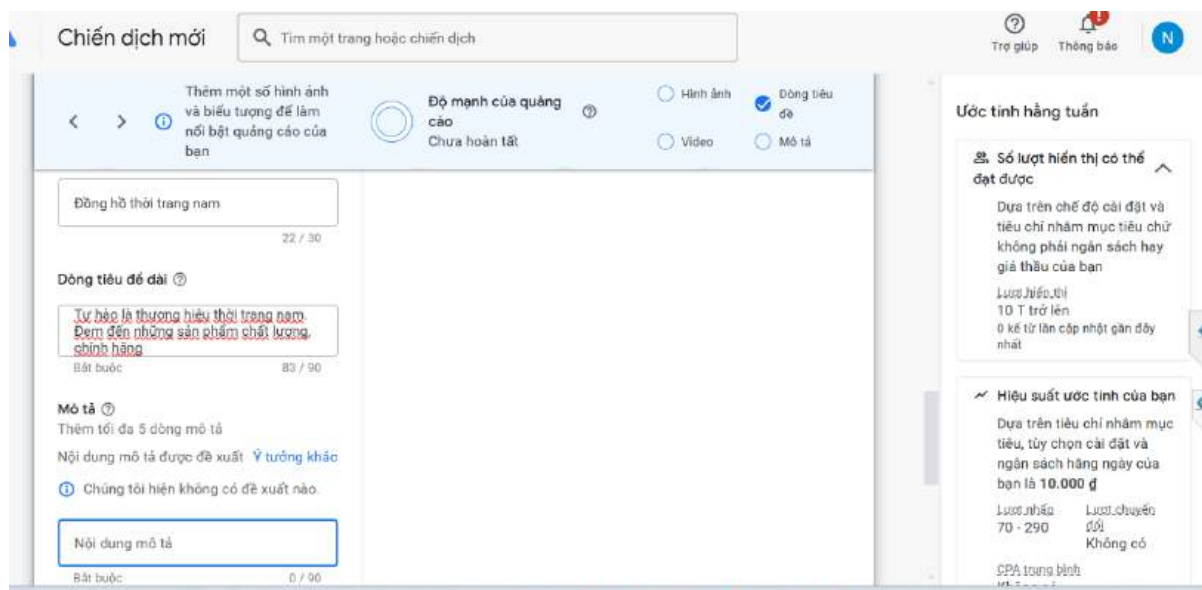 Chiến dịch mới
Tìm một trang hoặc chiến dịch
Trợ giúp
Thông báo
N
Thêm một số hình ảnh
và biểu tượng để làm
nổi bật quảng cáo của
bạn
Độ mạnh của quảng
cáo
Chưa hoàn tất
Hình ảnh
Dòng tiêu
đề
Video
Mô tả
Đồng hồ thời trang nam
22 / 30
Dòng tiêu đề dài
Tự hào là thương hiệu thời trang nam.
Đem đến những sản phẩm chất lượng,
chính hãng
Bắt buộc
83 / 90
Mô tả
Thêm tối đa 5 dòng mô tả
Nội dung mô tả được đề xuất Ý tưởng khác
Chúng tôi hiện không có đề xuất nào.
Nội dung mô tả
Bắt buộc
0 / 90
Ước tính hằng tuần
Số lượt hiển thị có thể
đạt được
Dựa trên chế độ cài đặt và
tiêu chí nhắm mục tiêu chứ
không phải ngân sách hay
giá thầu của bạn
Lượt hiển thị
10 T trở lên
0 kể từ lần cập nhật gần đây
nhất
Hiệu suất ước tính của bạn
Dựa trên tiêu chí nhắm mục
tiêu, tùy chọn cài đặt và
ngân sách hằng ngày của
bạn là 10.000 ₫
Lượt nhấp
70 - 290
Lượt chuyển
đổi
Không có
CPA trung bình